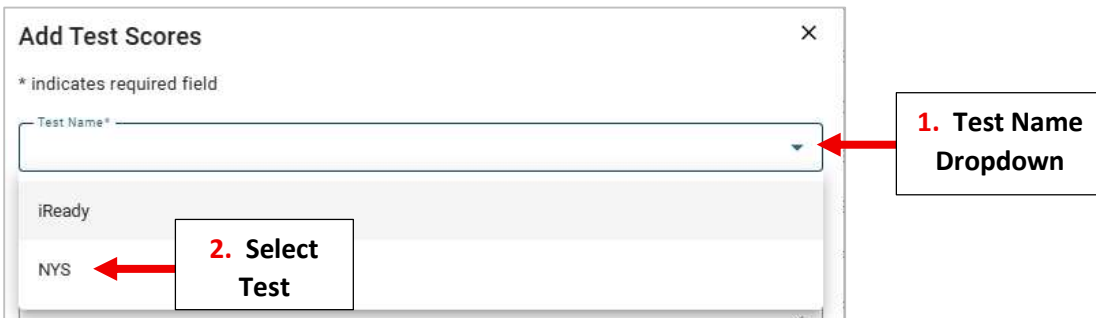 Add Test Scores
* indicates required field
Test Name*
1. Test Name
Dropdown
iReady
2. Select
Test
NYS